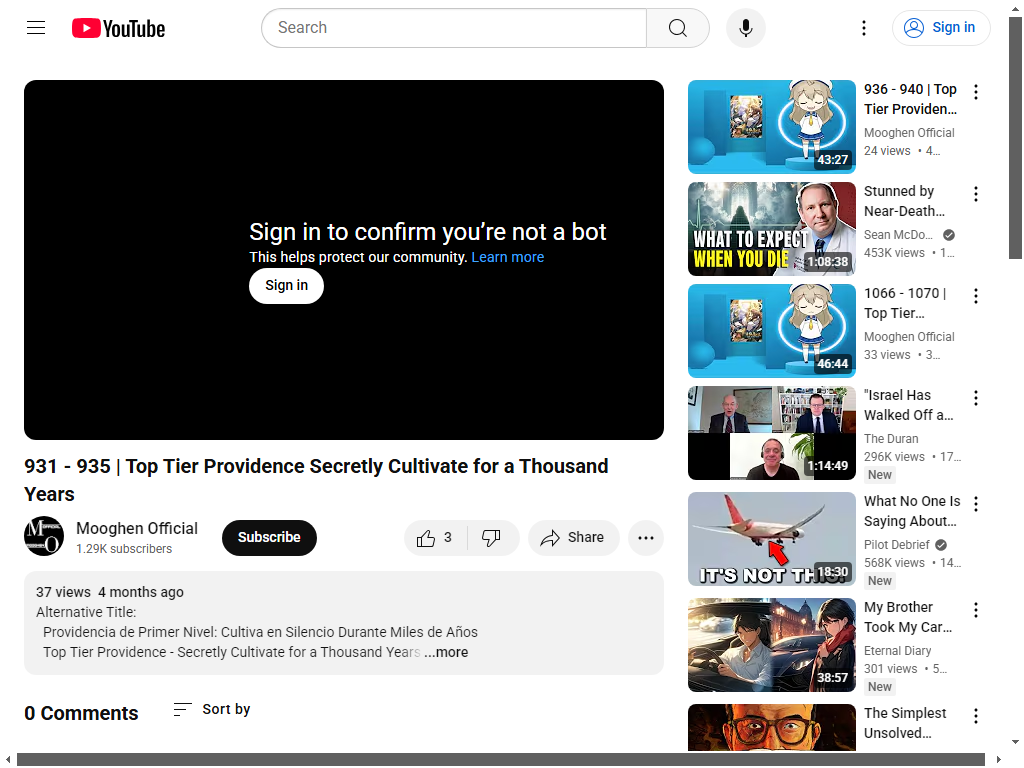 YouTube
Search
Sign in
Sign in to confirm you're not a bot
This helps protect our community. Learn more
Sign in
931 - 935 | Top Tier Providence Secretly Cultivate for a Thousand
Years
Mooghen Official
1.29K subscribers
Subscribe
3
Share
37 views 4 months ago
Alternative Title:
Providencia de Primer Nivel: Cultiva en Silencio Durante Miles de Años
Top Tier Providence - Secretly Cultivate for a Thousand Years ...more
0 Comments
Sort by
43:27
936 - 940 | Top
Tier Providen...
Mooghen Official
24 views • 4...
WHAT TO EXPECT
WHEN YOU DIE
1:08:38
Stunned by
Near-Death...
Sean McDo...
453K views • 1...
46:44
1066 - 1070 |
Top Tier...
Mooghen Official
33 views • 3...
1:14:49
"Israel Has
Walked Off a...
The Duran
296K views • 17...
New
IT'S NOT THIS!
18:30
What No One Is
Saying About...
Pilot Debrief
568K views • 14...
New
38:57
My Brother
Took My Car...
Eternal Diary
301 views • 5...
New
The Simplest
Unsolved...